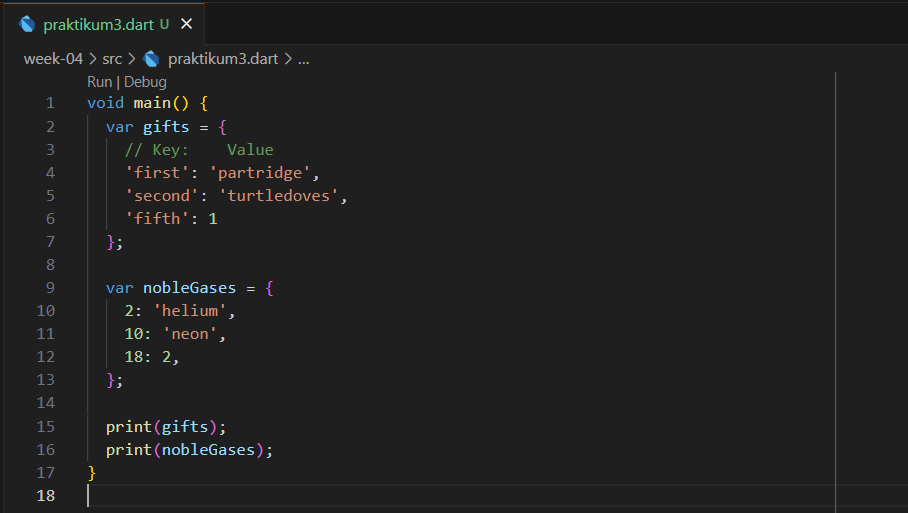 praktikum3.dart U ×
week-04 > src > praktikum3.dart > ...
Run | Debug
1 void main() {
2   var gifts = {
3     // Key:    Value
4     'first': 'partridge',
5     'second': 'turtledoves',
6     'fifth': 1
7   };
8
9   var nobleGases = {
10     2: 'helium',
11     10: 'neon',
12     18: 2,
13   };
14
15   print(gifts);
16   print(nobleGases);
17 }
18